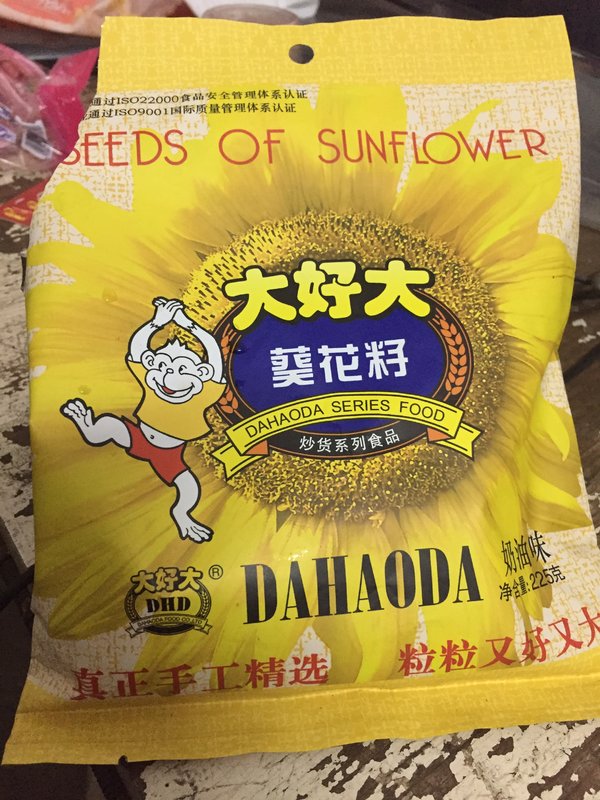 通过ISO22000食品安全管理体系认证
通过ISO9001国际质量管理体系认证
SEEDS OF SUNFLOWER
大好大
葵花籽
DAHAODA SERIES FOOD
炒货系列食品
奶油味
净含量:225克
大好大®
DHD
DAHAODA FOOD CO.,LTD
DAHAODA
真正手工精选 粒粒又好又大